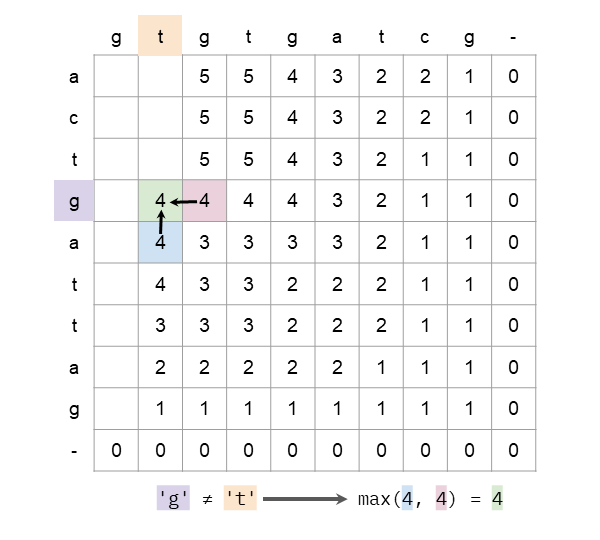 g t g t g a t c g -
a 5 5 4 3 2 2 1 0
c 5 5 4 3 2 2 1 0
t 5 5 4 3 2 1 1 0
g 4 4 4 4 3 2 1 1 0
a 4 3 3 3 3 2 1 1 0
t 4 3 3 2 2 2 1 1 0
t 3 3 3 2 2 2 1 1 0
a 2 2 2 2 2 1 1 1 0
g 1 1 1 1 1 1 1 1 0
- 0 0 0 0 0 0 0 0 0 0
'g' ≠ 't' max(4, 4) = 4